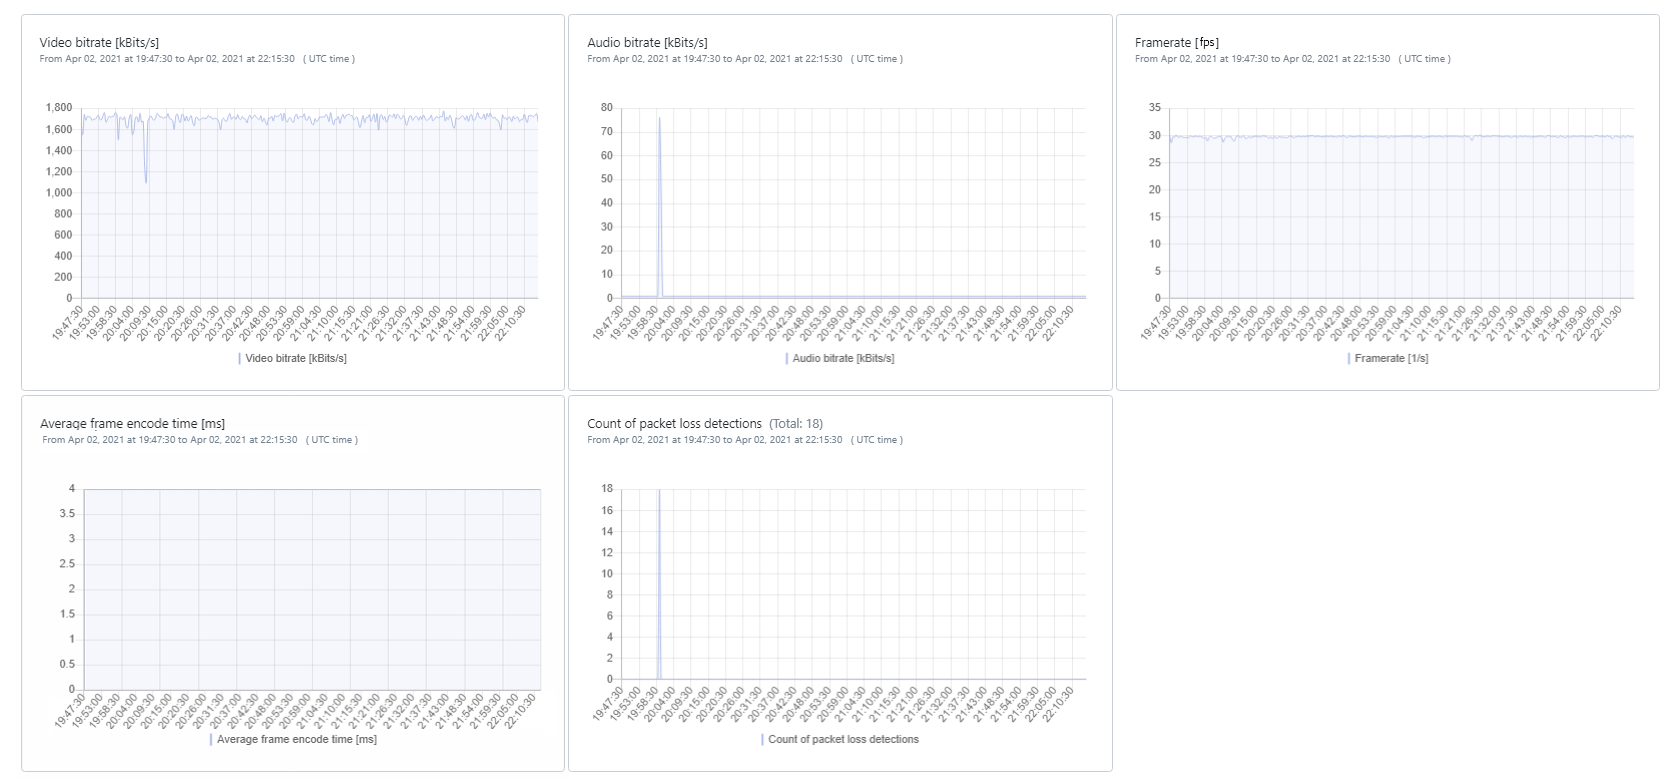 Video bitrate [kBits/s]
From Apr 02, 2021 at 19:47:30 to Apr 02, 2021 at 22:15:30 ( UTC time )
1,800
1,600
1,400
1,200
1,000
800
600
400
200
0
19:47:30 19:53:00 19:58:30 20:04:00 20:09:30 20:15:00 20:20:30 20:26:00 20:31:30 20:37:00 20:42:30 20:48:00 20:53:30 20:59:00 21:04:30 21:10:00 21:15:30 21:21:00 21:26:30 21:32:00 21:37:30 21:43:00 21:48:30 21:54:00 21:59:30 22:05:00 22:10:30
Video bitrate [kBits/s]
Audio bitrate [kBits/s]
From Apr 02, 2021 at 19:47:30 to Apr 02, 2021 at 22:15:30 ( UTC time )
80
70
60
50
40
30
20
10
0
19:47:30 19:53:00 19:58:30 20:04:00 20:09:30 20:15:00 20:20:30 20:26:00 20:31:30 20:37:00 20:42:30 20:48:00 20:53:30 20:59:00 21:04:30 21:10:00 21:15:30 21:21:00 21:26:30 21:32:00 21:37:30 21:43:00 21:48:30 21:54:00 21:59:30 22:05:00 22:10:30
Audio bitrate [kBits/s]
Framerate [fps]
From Apr 02, 2021 at 19:47:30 to Apr 02, 2021 at 22:15:30 ( UTC time )
35
30
25
20
15
10
5
0
19:47:30 19:53:00 19:58:30 20:04:00 20:09:30 20:15:00 20:20:30 20:26:00 20:31:30 20:37:00 20:42:30 20:48:00 20:53:30 20:59:00 21:04:30 21:10:00 21:15:30 21:21:00 21:26:30 21:32:00 21:37:30 21:43:00 21:48:30 21:54:00 21:59:30 22:05:00 22:10:30
Framerate [1/s]
Average frame encode time [ms]
From Apr 02, 2021 at 19:47:30 to Apr 02, 2021 at 22:15:30 ( UTC time )
4
3.5
3
2.5
2
1.5
1
0.5
0
19:47:30 19:53:00 19:58:30 20:04:00 20:09:30 20:15:00 20:20:30 20:26:00 20:31:30 20:37:00 20:42:30 20:48:00 20:53:30 20:59:00 21:04:30 21:10:00 21:15:30 21:21:00 21:26:30 21:32:00 21:37:30 21:43:00 21:48:30 21:54:00 21:59:30 22:05:00 22:10:30
Average frame encode time [ms]
Count of packet loss detections (Total: 18)
From Apr 02, 2021 at 19:47:30 to Apr 02, 2021 at 22:15:30 ( UTC time )
18
16
14
12
10
8
6
4
2
0
19:47:30 19:53:00 19:58:30 20:04:00 20:09:30 20:15:00 20:20:30 20:26:00 20:31:30 20:37:00 20:42:30 20:48:00 20:53:30 20:59:00 21:04:30 21:10:00 21:15:30 21:21:00 21:26:30 21:32:00 21:37:30 21:43:00 21:48:30 21:54:00 21:59:30 22:05:00 22:10:30
Count of packet loss detections